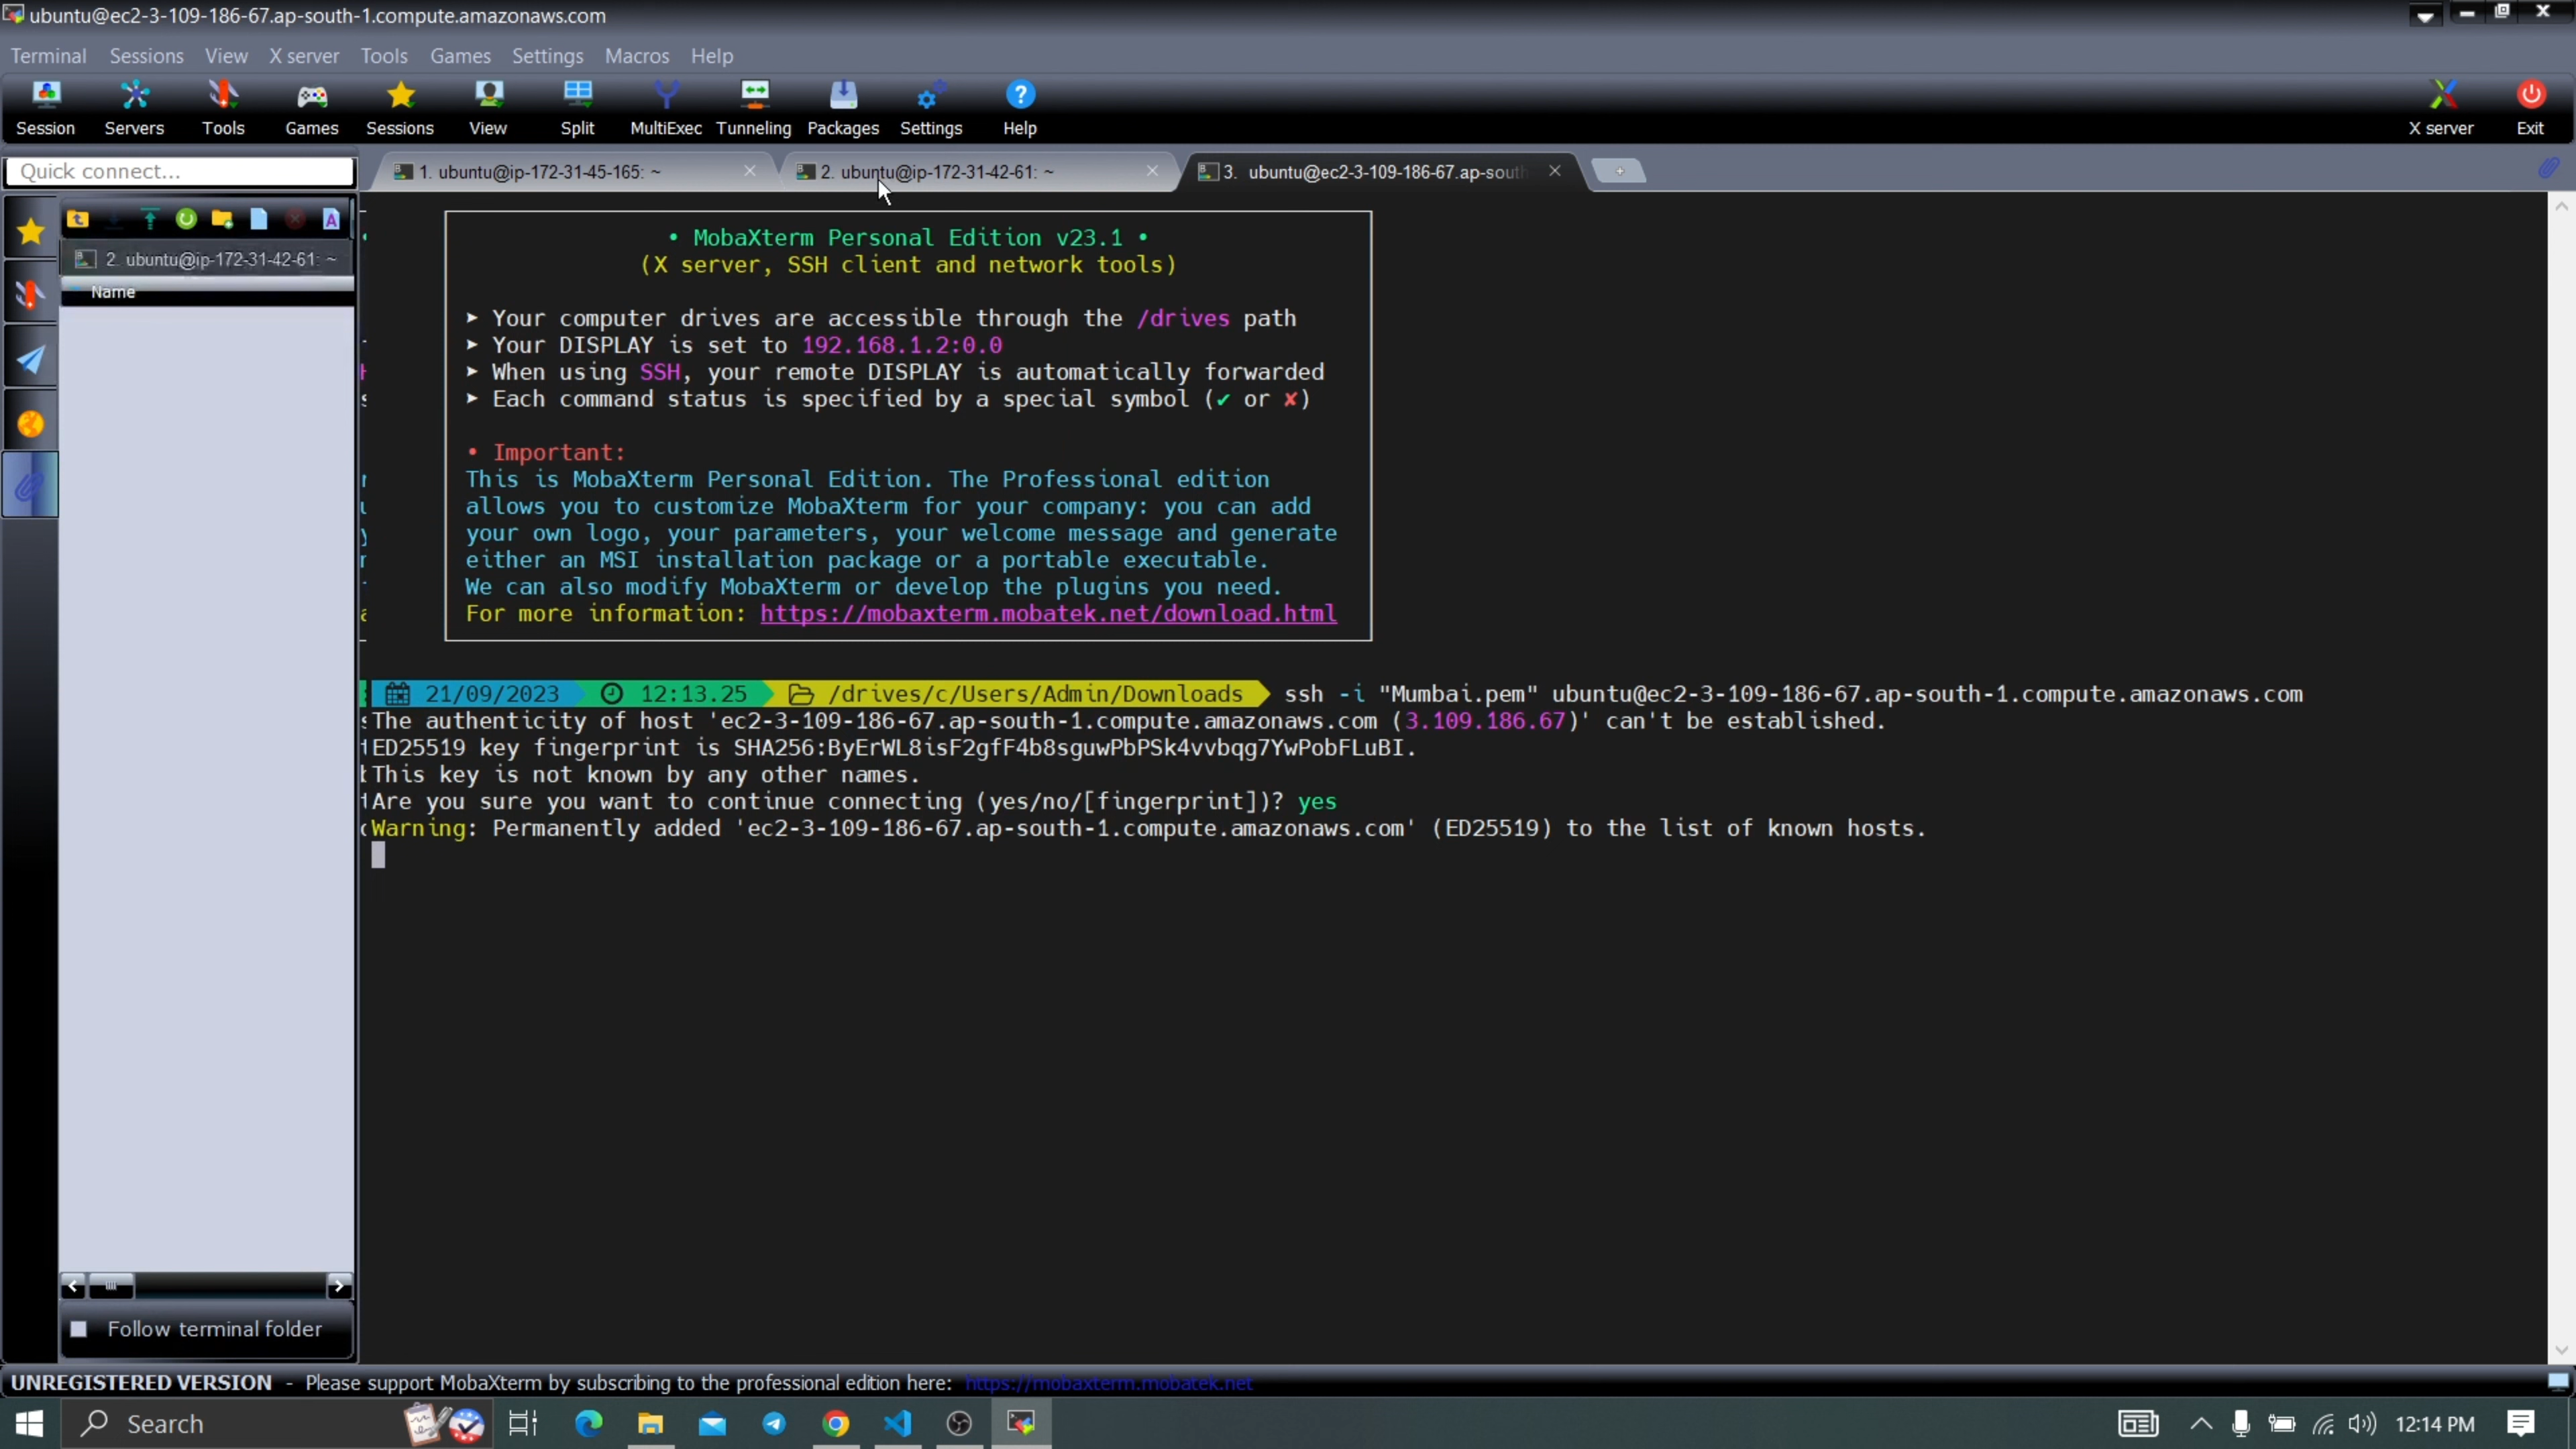 ubuntu@ec2-3-109-186-67.ap-south-1.compute.amazonaws.com
Terminal Sessions View X server Tools Games Settings Macros Help
Session Servers Tools Games Sessions View Split MultiExec Tunneling Packages Settings Help X server Exit
Quick connect...
1. ubuntu@ip-172-31-45-165: ~
2. ubuntu@ip-172-31-42-61: ~
3. ubuntu@ec2-3-109-186-67.ap-south
2. ubuntu@ip-172-31-42-61: ~
Name
• MobaXterm Personal Edition v23.1 •
(X server, SSH client and network tools)
➤ Your computer drives are accessible through the /drives path
➤ Your DISPLAY is set to 192.168.1.2:0.0
➤ When using SSH, your remote DISPLAY is automatically forwarded
➤ Each command status is specified by a special symbol (✔ or ✘)
• Important:
This is MobaXterm Personal Edition. The Professional edition
allows you to customize MobaXterm for your company: you can add
your own logo, your parameters, your welcome message and generate
either an MSI installation package or a portable executable.
We can also modify MobaXterm or develop the plugins you need.
For more information: https://mobaxterm.mobatek.net/download.html
21/09/2023 12:13.25 /drives/c/Users/Admin/Downloads ssh -i "Mumbai.pem" ubuntu@ec2-3-109-186-67.ap-south-1.compute.amazonaws.com
The authenticity of host 'ec2-3-109-186-67.ap-south-1.compute.amazonaws.com (3.109.186.67)' can't be established.
ED25519 key fingerprint is SHA256:ByErWL8isF2gfF4b8sguwPbPSk4vvbqg7YwPobFLuBI.
This key is not known by any other names.
Are you sure you want to continue connecting (yes/no/[fingerprint])? yes
Warning: Permanently added 'ec2-3-109-186-67.ap-south-1.compute.amazonaws.com' (ED25519) to the list of known hosts.
Follow terminal folder
UNREGISTERED VERSION - Please support MobaXterm by subscribing to the professional edition here: https://mobaxterm.mobatek.net
Search
12:14 PM